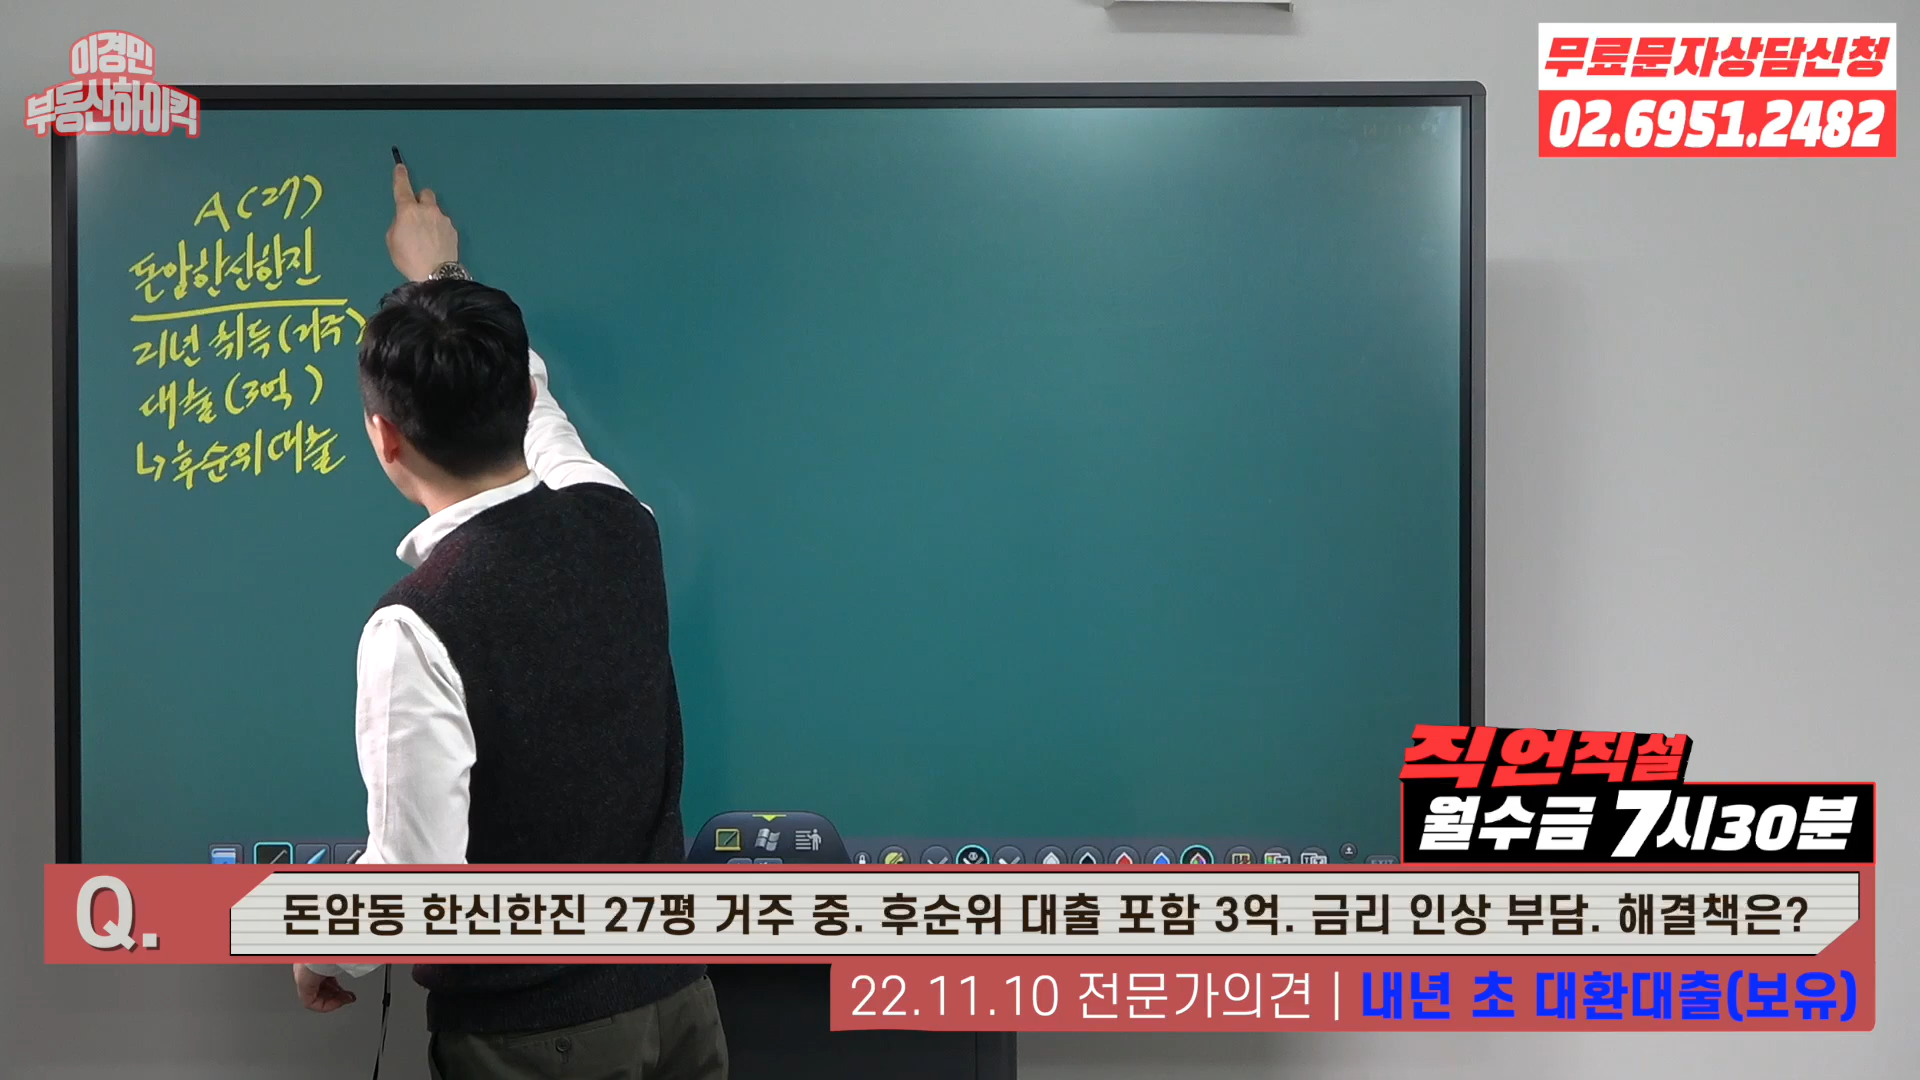 이경민
부동산하이킥
무료문자상담신청
02.6951.2482
A(27)
돈암한신한진
21년 취득(거주)
대출(3억)
↳후순위대출
직언직설
월수금 7시30분
Q.
돈암동 한신한진 27평 거주 중. 후순위 대출 포함 3억. 금리 인상 부담. 해결책은?
22.11.10 전문가의견 | 내년 초 대환대출(보유)